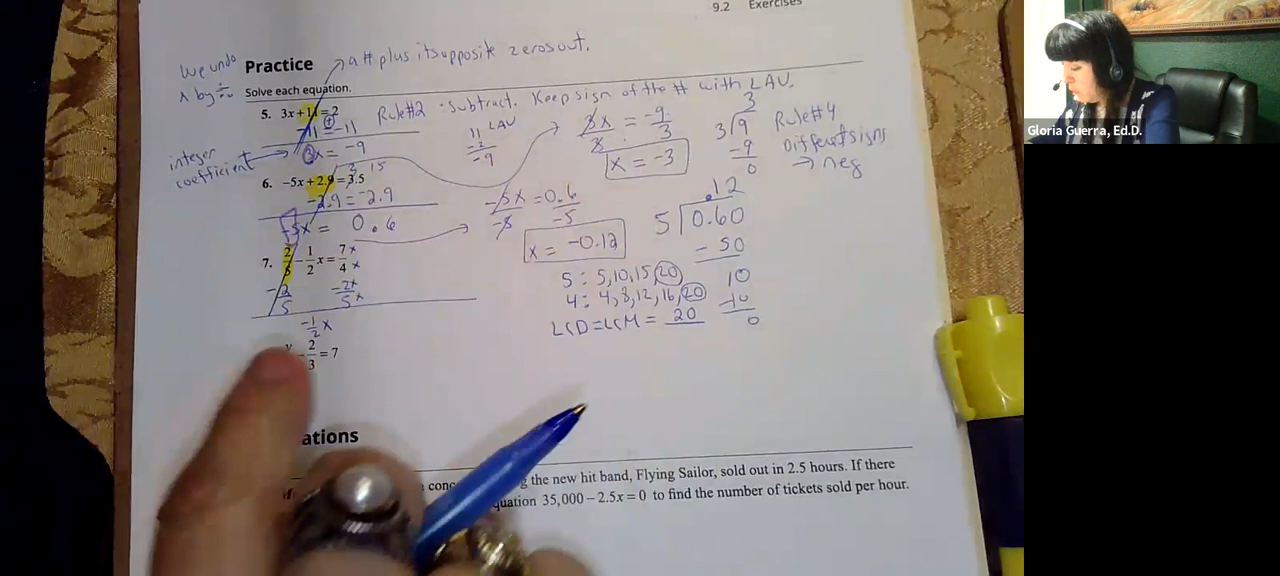 9.2 Exercises
We undo
x by ÷
a # plus its opposite zeros out.
Practice
Solve each equation.
Rule #2 · Subtract. Keep sign of the # with LAV.
5. 3x + 11 = 2
-11 = -11
3x = -9
integer
coefficient
11 LAV
-2
-9
3x = -9
3 3
x = -3
3
3√9
-9
0
Rule #4
Different signs
→ neg
6. -5x + 2.9 = 3.5
2 15
-2.9 = -2.9
-5x = 0.6
-5x = 0.6
-5 -5
x = -0.12
.12
5√0.60
-50
10
-10
0
7. 2/5 - 1/2 x = 7/4
-2/5 -2x/5x
-1/2 x
5: 5, 10, 15, 20
4: 4, 8, 12, 16, 20
LCD = LCM = 20
- 2/3 = 7
ations
the new hit band, Flying Sailor, sold out in 2.5 hours. If there
quation 35,000 − 2.5x = 0 to find the number of tickets sold per hour.
Gloria Guerra, Ed.D.